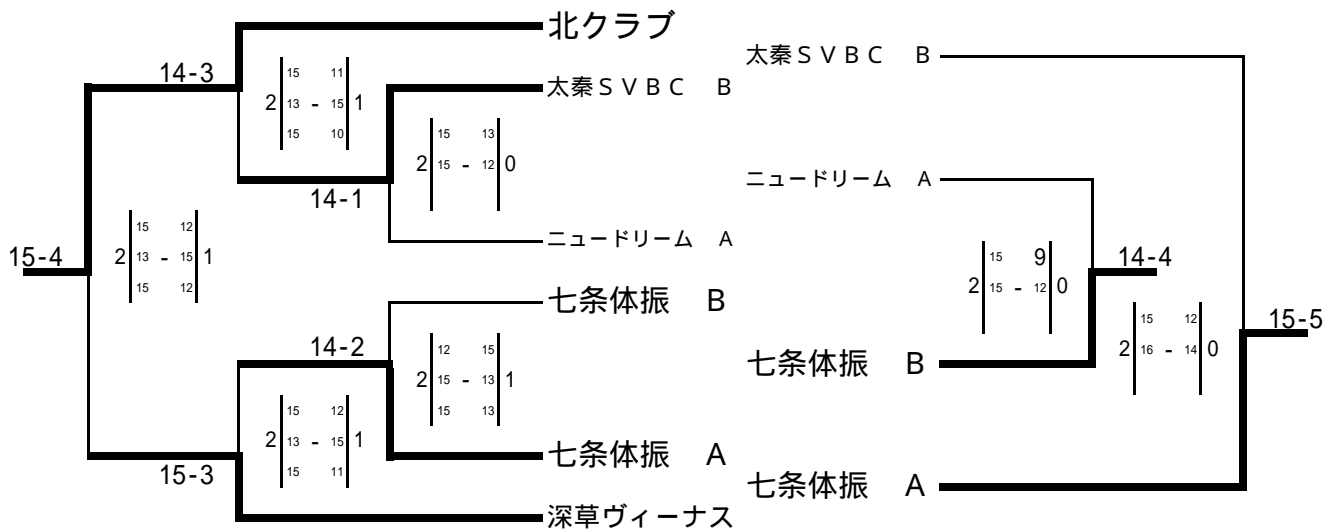 北クラブ
太秦ＳＶＢＣ　Ｂ
14-3
15 11
2 13 - 15 1
15 10
太秦ＳＶＢＣ　Ｂ
15 13
2 15 - 12 0
14-1
ニュードリーム　Ａ
15 12
15-4 2 13 - 15 1
15 12
ニュードリーム　Ａ
15 9
2 15 - 12 0
14-4
七条体振　Ｂ
15 12
2 16 - 14 0
15-5
14-2
12 15
2 15 - 13 1
15 13
七条体振　Ｂ
15 12
2 13 - 15 1
15 11
七条体振　Ａ
15-3
七条体振　Ａ
深草ヴィーナス